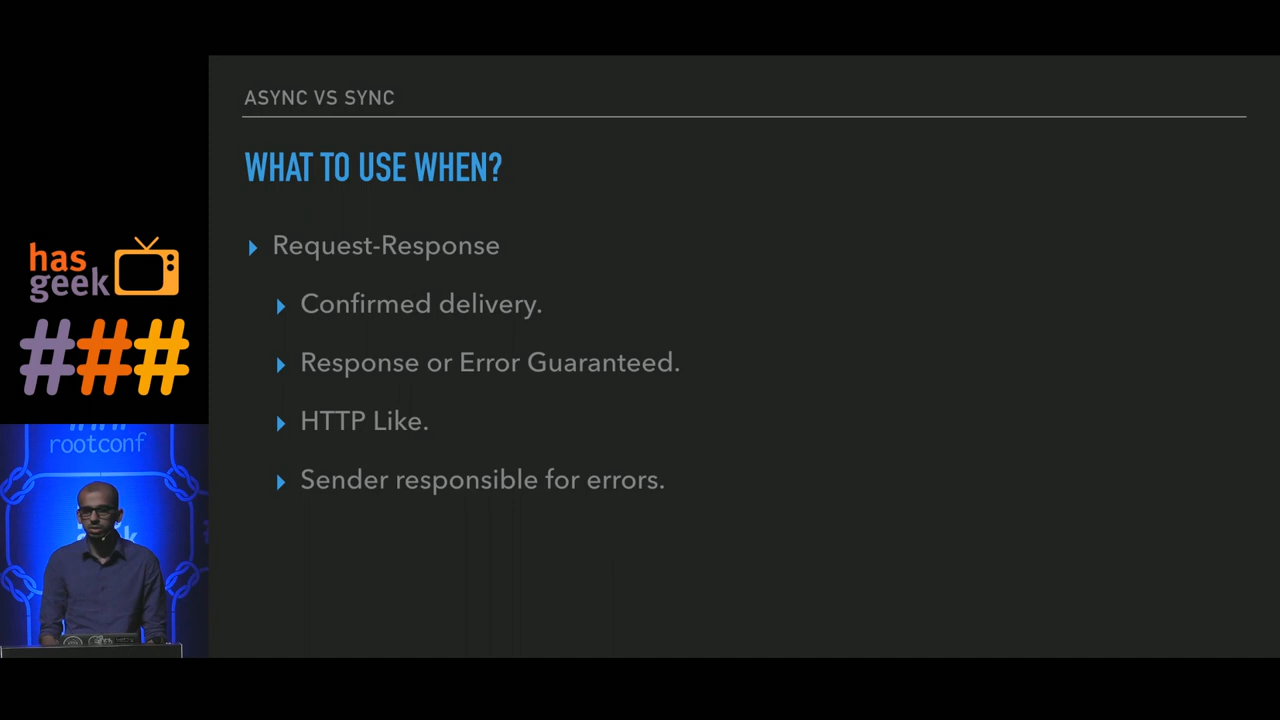 ASYNC VS SYNC
WHAT TO USE WHEN?
Request-Response
Confirmed delivery.
Response or Error Guaranteed.
HTTP Like.
Sender responsible for errors.
has
geek
###
rootconf